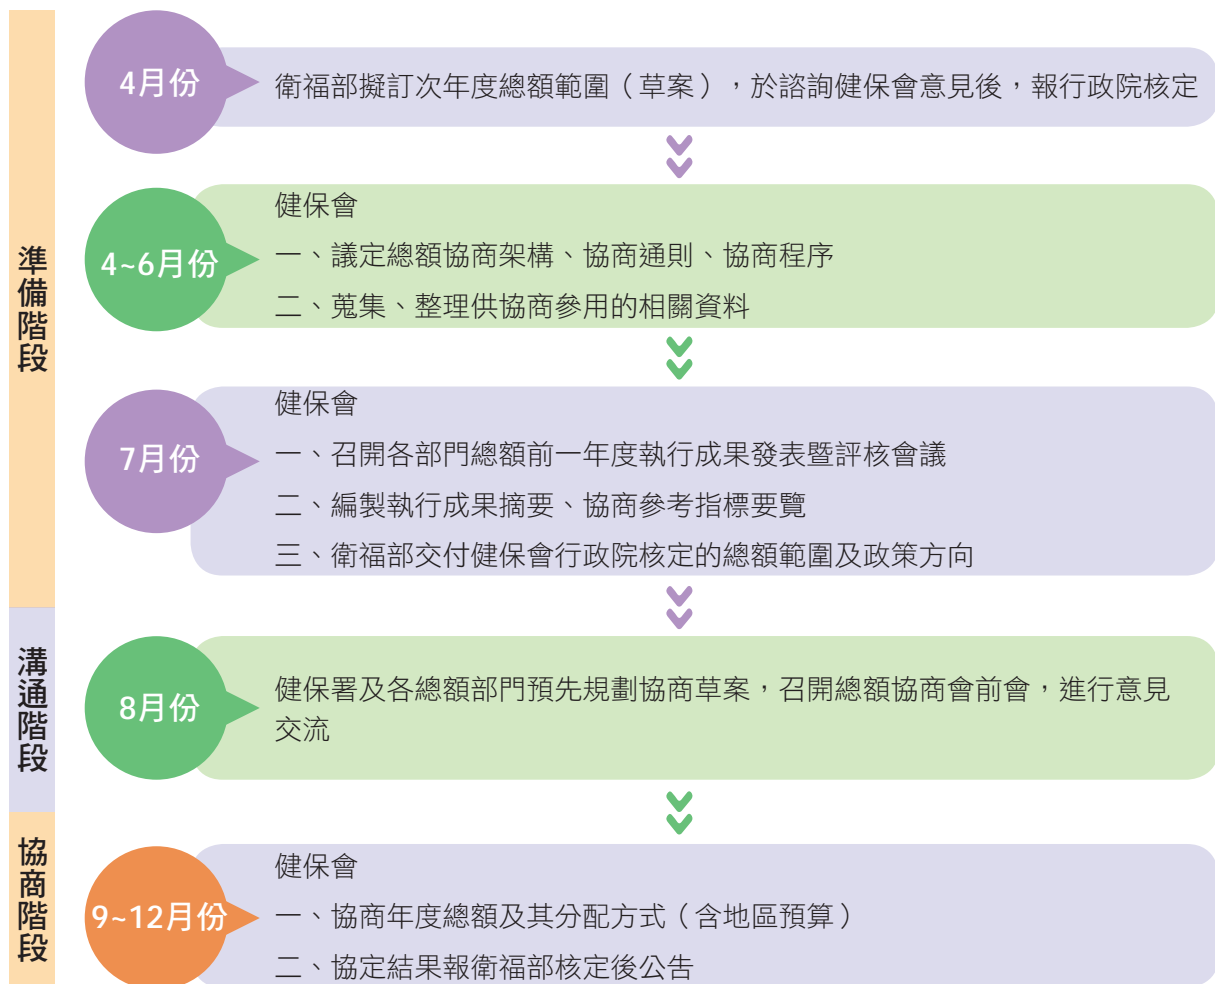 準備階段
4月份
衛福部擬訂次年度總額範圍（草案），於諮詢健保會意見後，報行政院核定
4~6月份
健保會
一、議定總額協商架構、協商通則、協商程序
二、蒐集、整理供協商參用的相關資料
7月份
健保會
一、召開各部門總額前一年度執行成果發表暨評核會議
二、編製執行成果摘要、協商參考指標要覽
三、衛福部交付健保會行政院核定的總額範圍及政策方向
溝通階段
8月份
健保署及各總額部門預先規劃協商草案，召開總額協商會前會，進行意見
交流
協商階段
9~12月份
健保會
一、協商年度總額及其分配方式（含地區預算）
二、協定結果報衛福部核定後公告